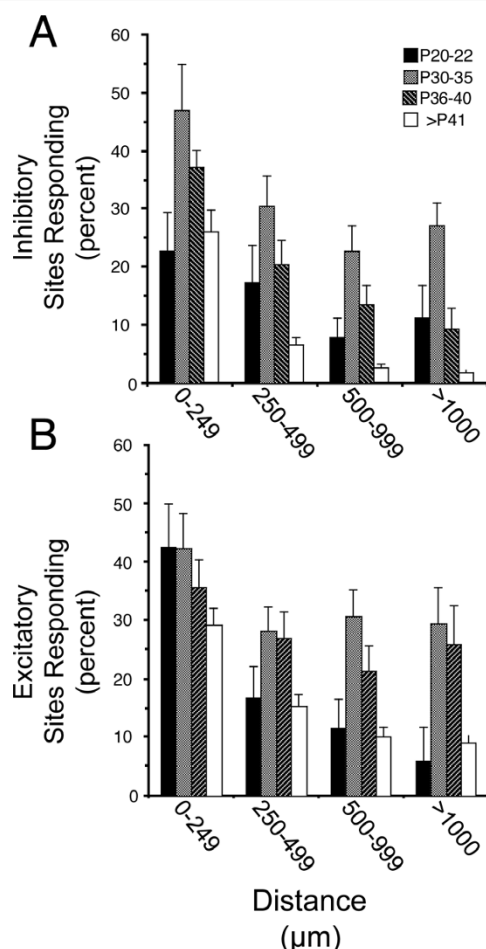 A
60
50
40
30
20
10
0
Inhibitory
Sites Responding
(percent)
P20-22
P30-35
P36-40
>P41
0-249
250-499
500-999
>1000
B
60
50
40
30
20
10
0
Excitatory
Sites Responding
(percent)
0-249
250-499
500-999
>1000
Distance
(µm)